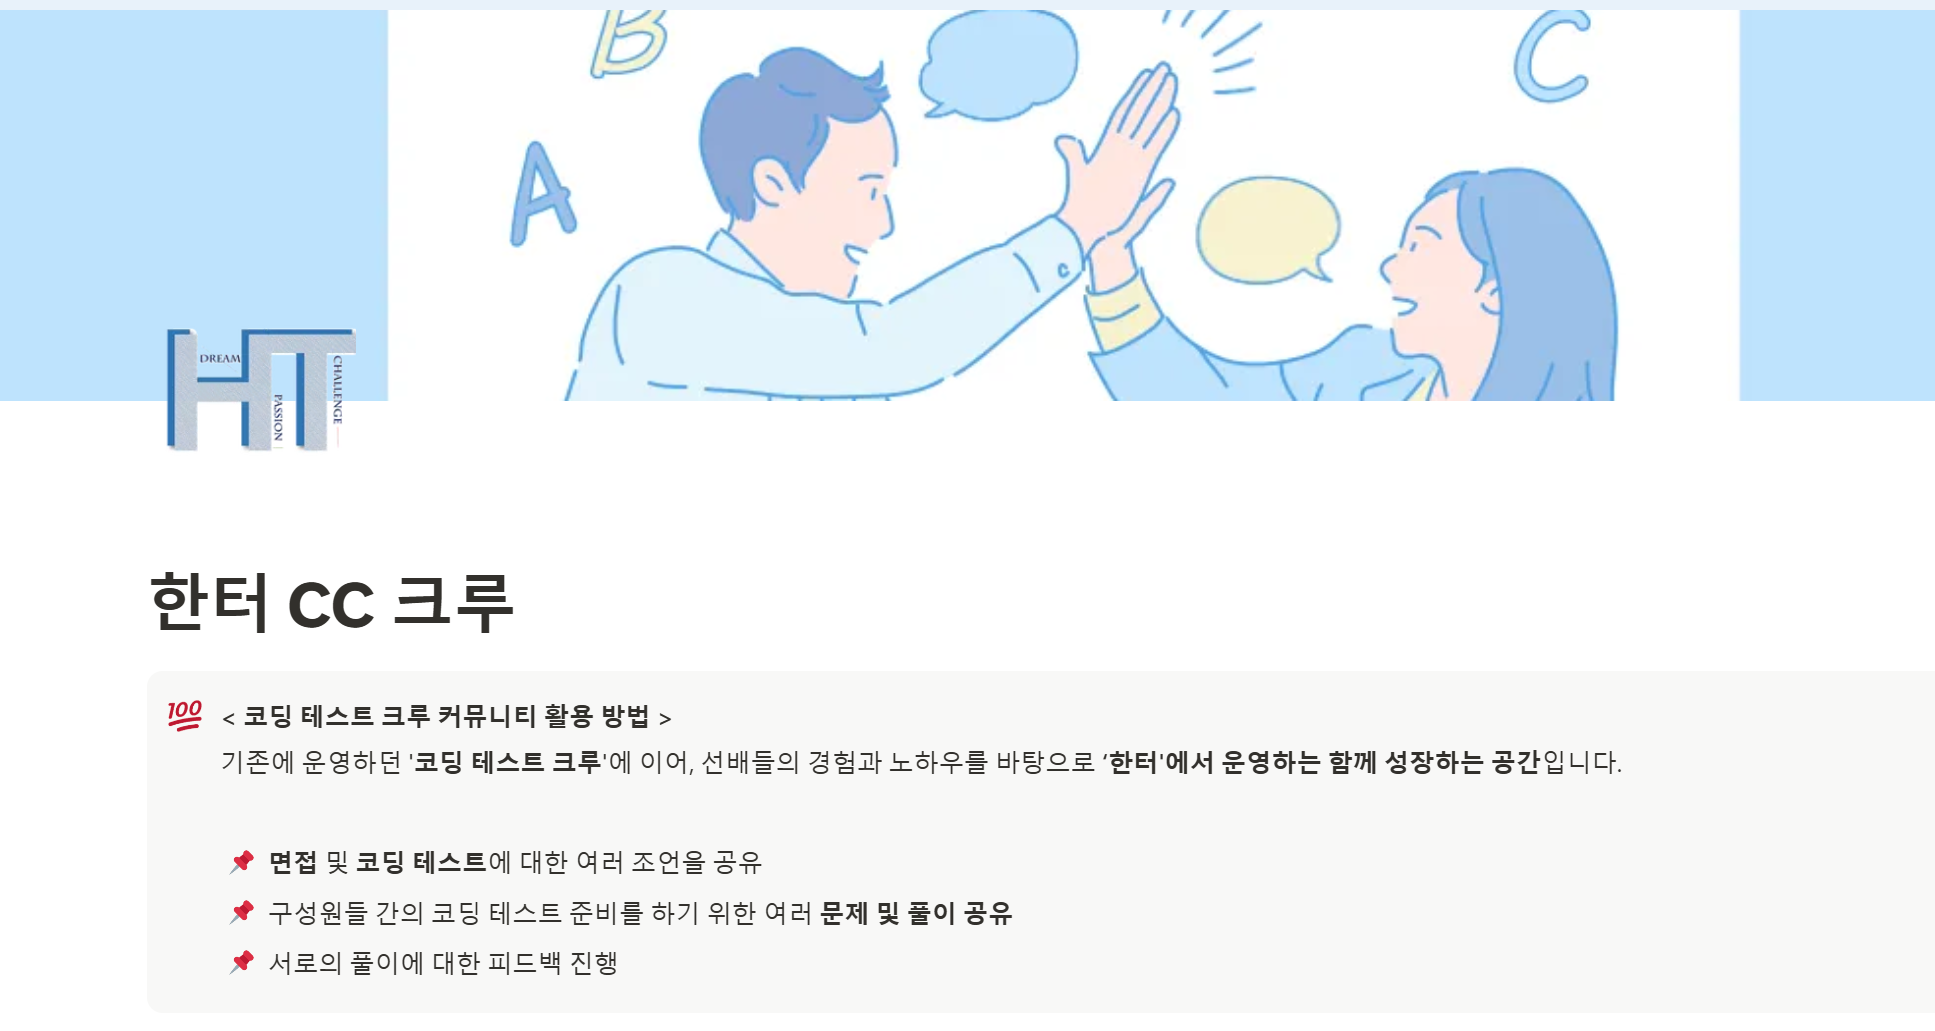 B
C
A
DREAM
CHALLENGE
PASSION
HT
한터 CC 크루
💯 < 코딩 테스트 크루 커뮤니티 활용 방법 >
기존에 운영하던 '코딩 테스트 크루'에 이어, 선배들의 경험과 노하우를 바탕으로 ‘한터'에서 운영하는 함께 성장하는 공간입니다.
📌 면접 및 코딩 테스트에 대한 여러 조언을 공유
📌 구성원들 간의 코딩 테스트 준비를 하기 위한 여러 문제 및 풀이 공유
📌 서로의 풀이에 대한 피드백 진행